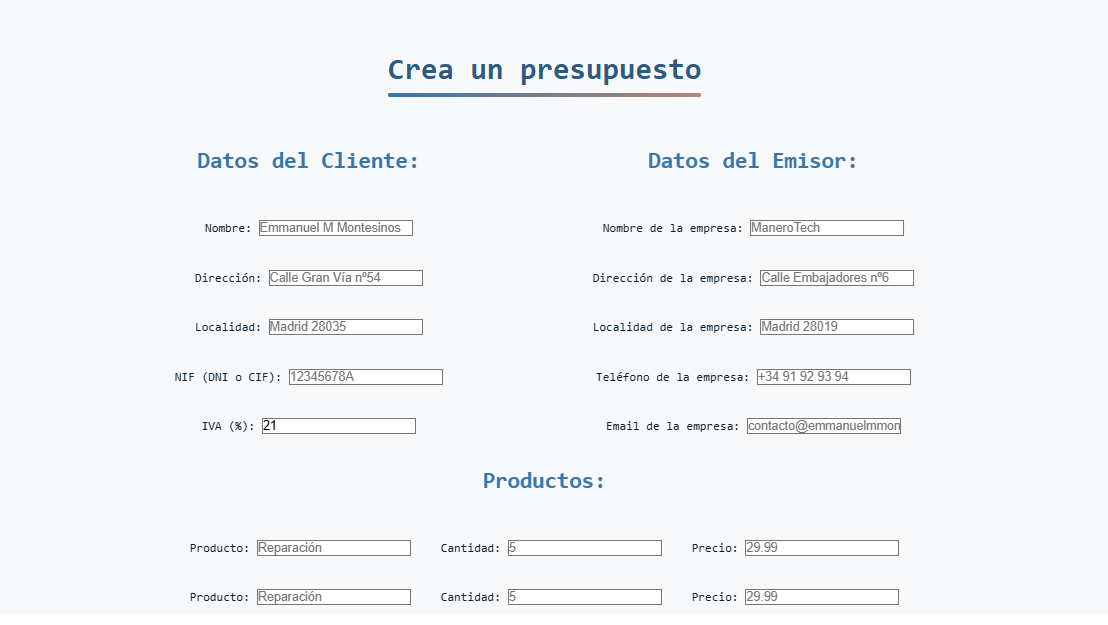 Crea un presupuesto
Datos del Cliente:
Nombre: Emmanuel M Montesinos
Dirección: Calle Gran Vía nº54
Localidad: Madrid 28035
NIF (DNI o CIF): 12345678A
IVA (%): 21
Datos del Emisor:
Nombre de la empresa: ManeroTech
Dirección de la empresa: Calle Embajadores nº6
Localidad de la empresa: Madrid 28019
Teléfono de la empresa: +34 91 92 93 94
Email de la empresa: contacto@emmanuelmmon
Productos:
Producto: Reparación Cantidad: 5 Precio: 29.99
Producto: Reparación Cantidad: 5 Precio: 29.99